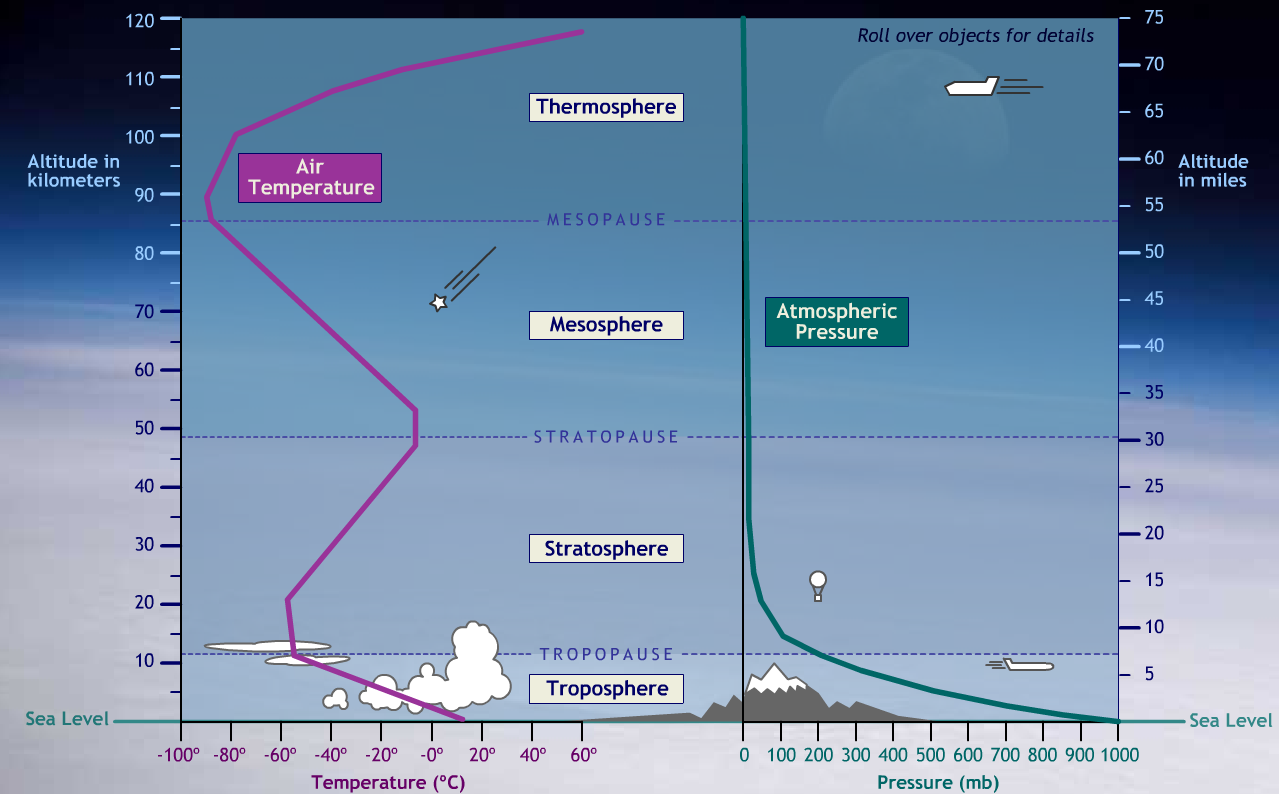 Roll over objects for details
120
110
100
90
80
70
60
50
40
30
20
10
Altitude in
kilometers
Sea Level
Air
Temperature
Thermosphere
MESOPAUSE
Mesosphere
STRATOPAUSE
Stratosphere
TROPOPAUSE
Troposphere
Atmospheric
Pressure
75
70
65
60
55
50
45
40
35
30
25
20
15
10
5
Altitude
in miles
Sea Level
-100º -80º -60º -40º -20º -0º 20º 40º 60º
Temperature (ºC)
0 100 200 300 400 500 600 700 800 900 1000
Pressure (mb)